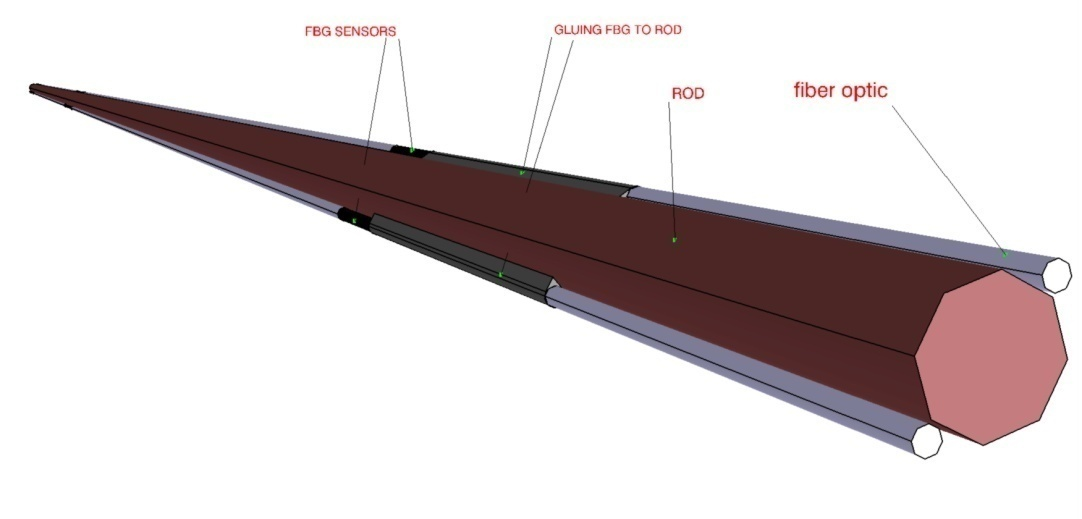 FBG SENSORS
GLUING FBG TO ROD
ROD
fiber optic